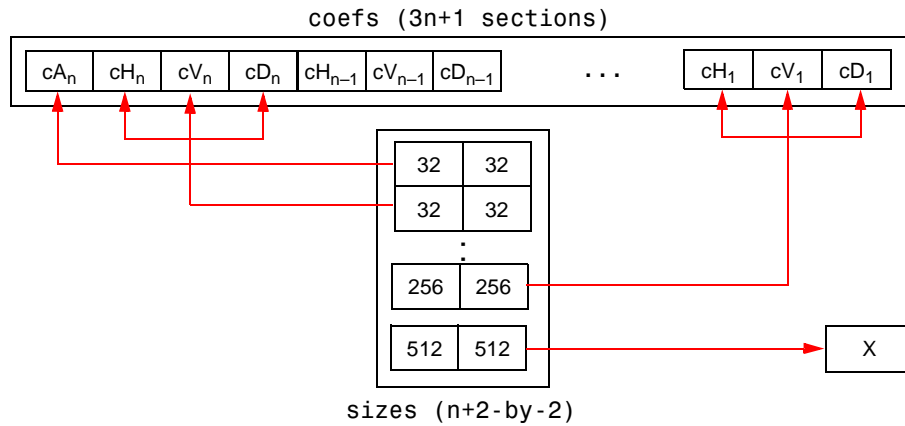 coefs (3n+1 sections)
cAn cHn cVn cDn cHn–1 cVn–1 cDn–1 ... cH1 cV1 cD1
32 32
32 32
:
256 256
512 512 X
sizes (n+2-by-2)